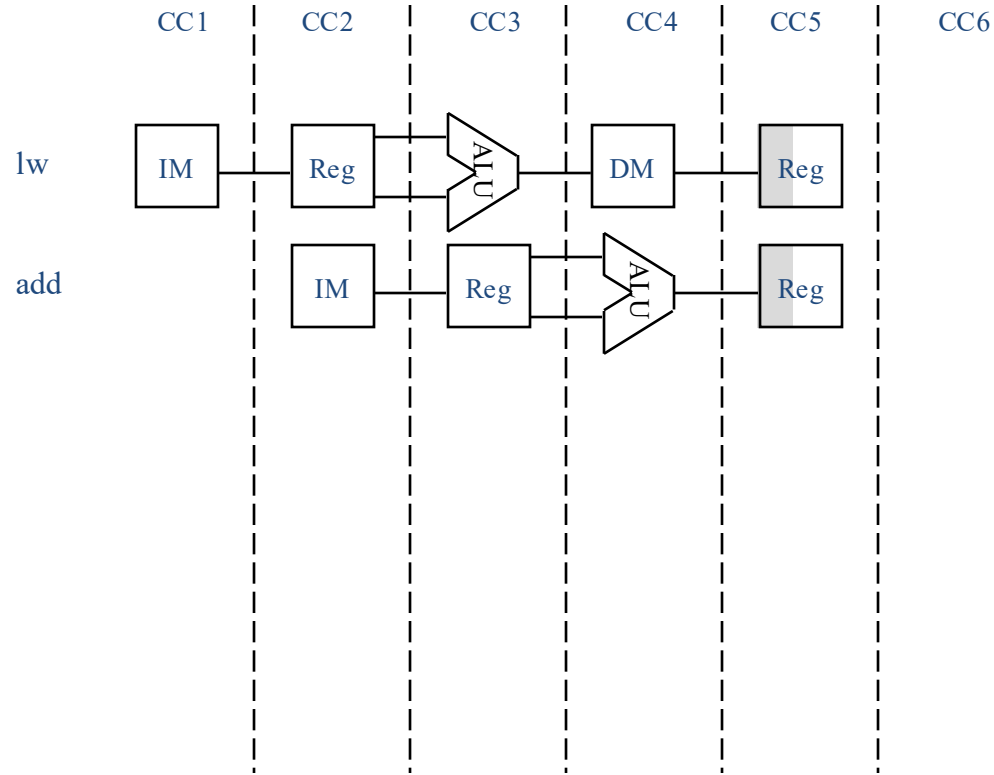 CC1 CC2 CC3 CC4 CC5 CC6
lw IM Reg ALU DM Reg
add IM Reg ALU Reg